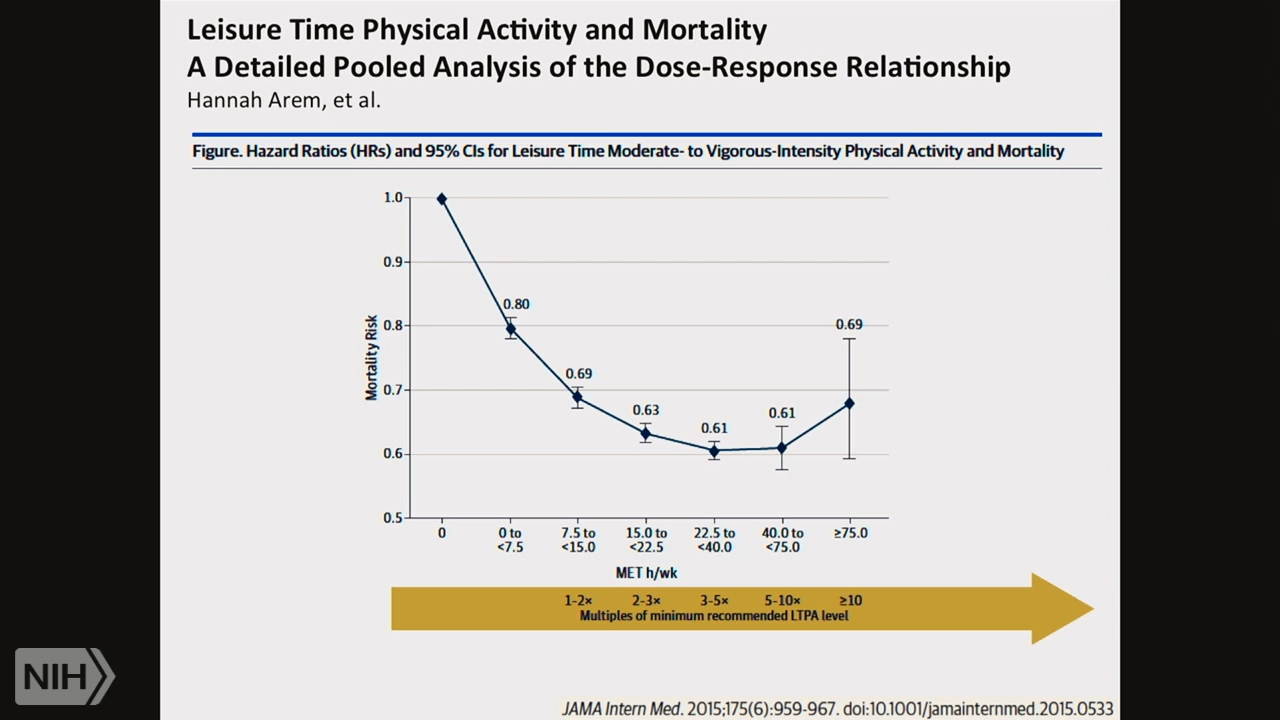 Leisure Time Physical Activity and Mortality
A Detailed Pooled Analysis of the Dose-Response Relationship
Hannah Arem, et al.
Figure. Hazard Ratios (HRs) and 95% CIs for Leisure Time Moderate- to Vigorous-Intensity Physical Activity and Mortality
1.0
0.9
0.8
0.7
0.6
0.5
Mortality Risk
0.80
0.69
0.63
0.61
0.61
0.69
0
0 to
<7.5
7.5 to
<15.0
15.0 to
<22.5
22.5 to
<40.0
40.0 to
<75.0
≥75.0
MET h/wk
1-2× 2-3× 3-5× 5-10× ≥10
Multiples of minimum recommended LTPA level
NIH
JAMA Intern Med. 2015;175(6):959-967. doi:10.1001/jamainternmed.2015.0533